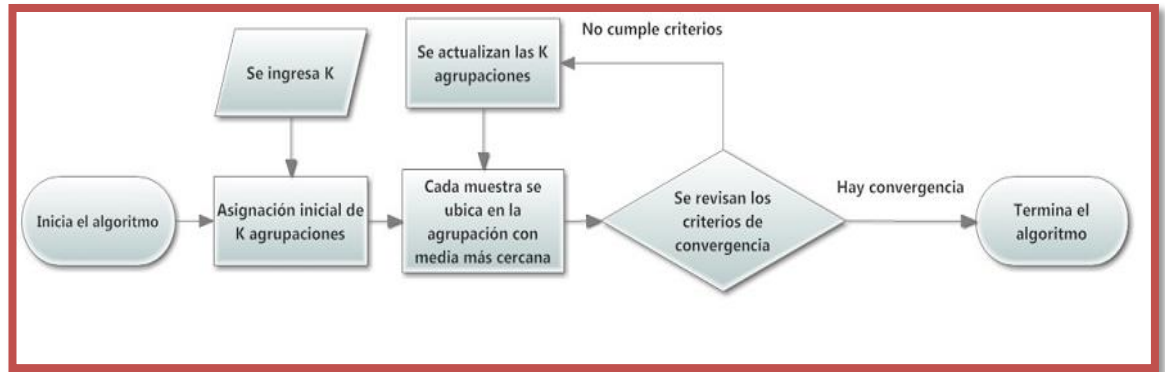 Se ingresa K
Se actualizan las K
agrupaciones
No cumple criterios
Inicia el algoritmo
Asignación inicial de
K agrupaciones
Cada muestra se
ubica en la
agrupación con
media más cercana
Se revisan los
criterios de
convergencia
Hay convergencia
Termina el
algoritmo